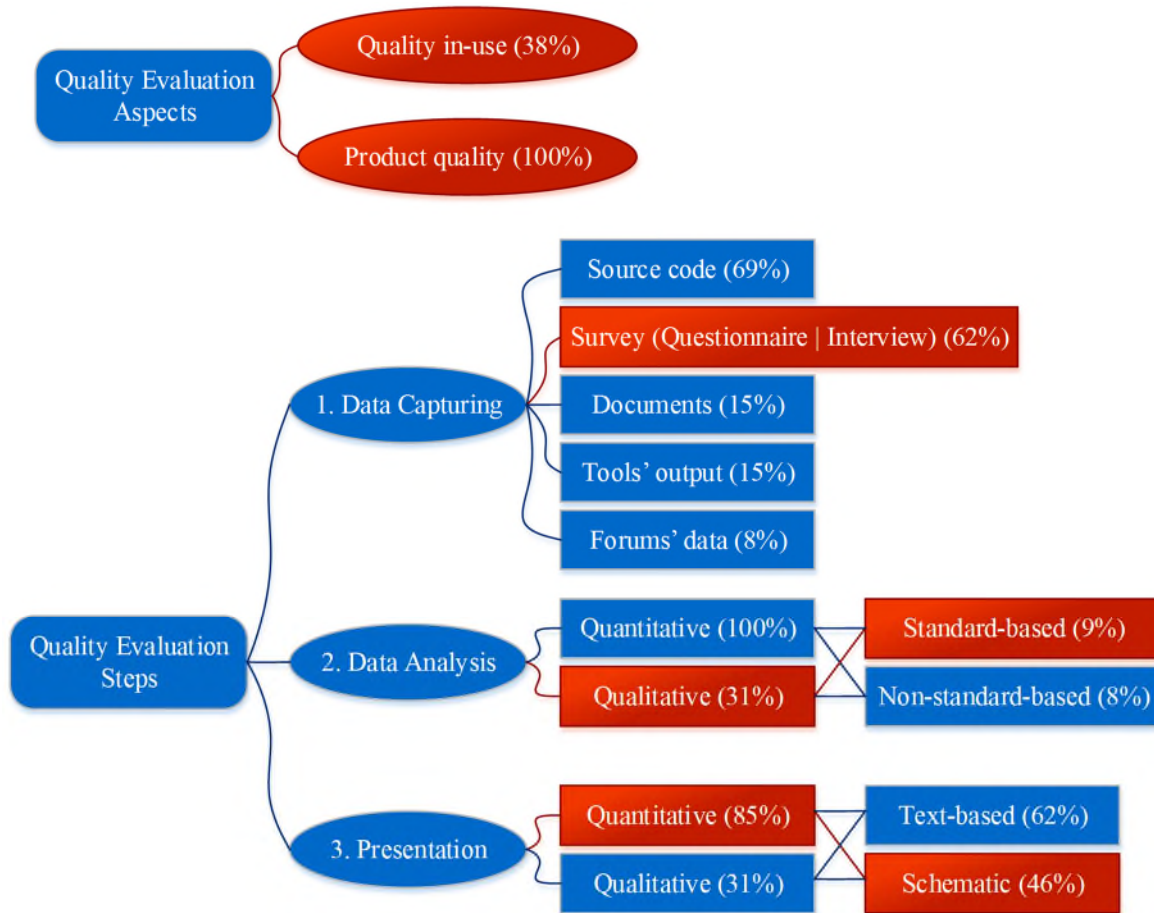 Quality in-use (38%)
Quality Evaluation
Aspects
Product quality (100%)
Source code (69%)
Survey (Questionnaire | Interview) (62%)
1. Data Capturing
Documents (15%)
Tools’ output (15%)
Forums’ data (8%)
Quality Evaluation
Steps
2. Data Analysis
Quantitative (100%)
Standard-based (9%)
Qualitative (31%)
Non-standard-based (8%)
3. Presentation
Quantitative (85%)
Text-based (62%)
Qualitative (31%)
Schematic (46%)